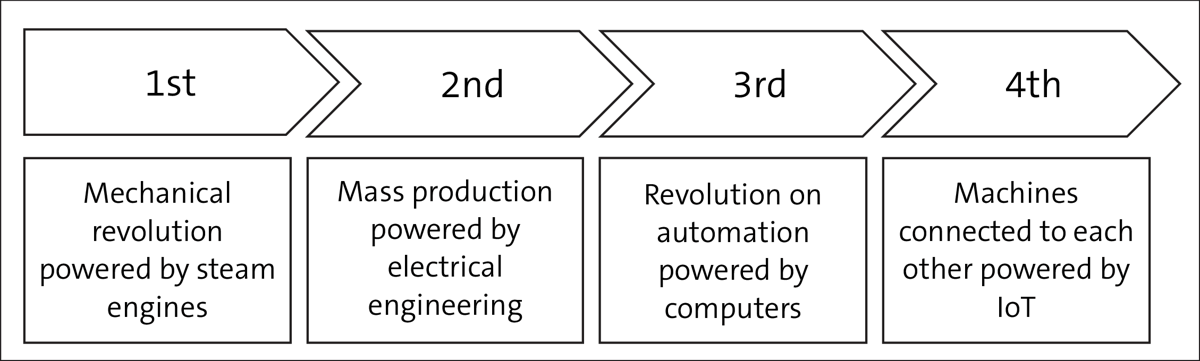 1st
2nd
3rd
4th
Mechanical
revolution
powered by steam
engines
Mass production
powered by
electrical
engineering
Revolution on
automation
powered by
computers
Machines
connected to each
other powered by
IoT